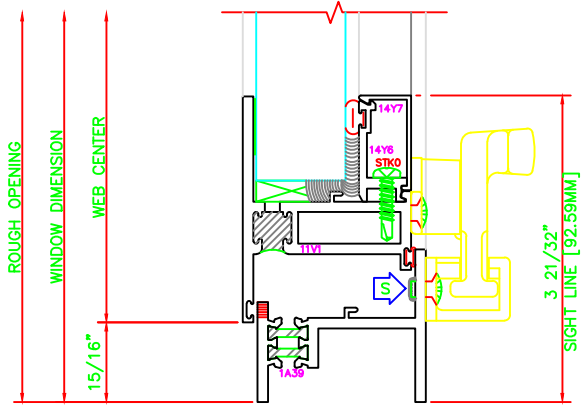 ROUGH OPENING
WINDOW DIMENSION
WEB CENTER
15/16"
14Y7
14Y6
STK0
11V1
S
1A39
3 21/32"
SIGHT LINE [92.59MM]